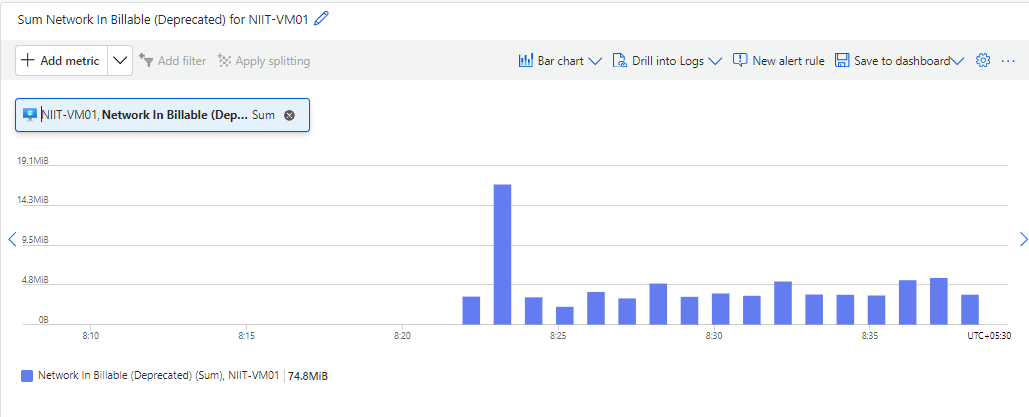 Sum Network In Billable (Deprecated) for NIIT-VM01
Add metric Add filter Apply splitting Bar chart Drill into Logs New alert rule Save to dashboard ...
NIIT-VM01, Network In Billable (Dep... Sum
19.1MiB
14.3MiB
9.5MiB
4.8MiB
0B
8:10 8:15 8:20 8:25 8:30 8:35 UTC+05:30
Network In Billable (Deprecated) (Sum), NIIT-VM01 74.8MiB